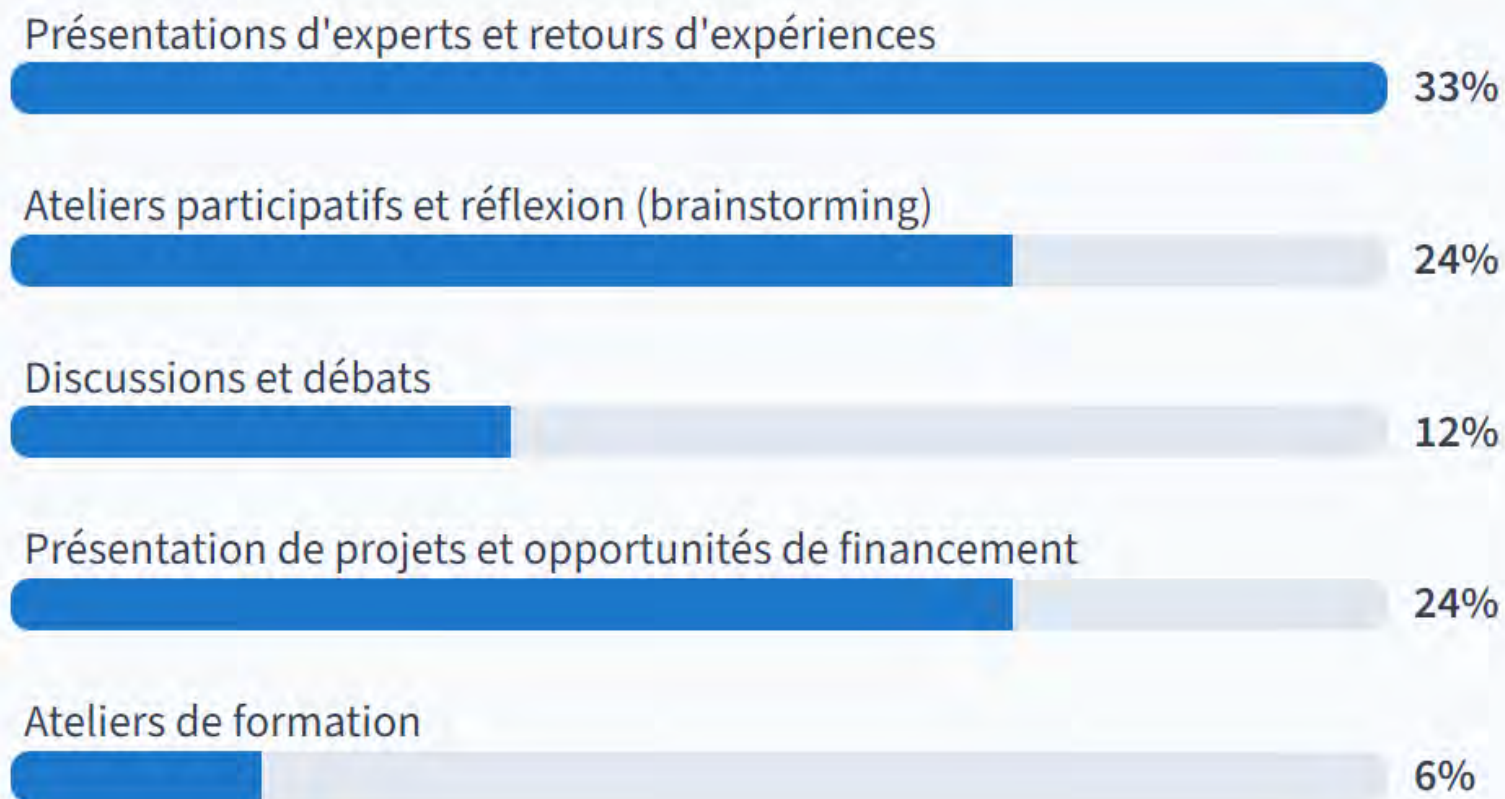 Présentations d'experts et retours d'expériences
33%
Ateliers participatifs et réflexion (brainstorming)
24%
Discussions et débats
12%
Présentation de projets et opportunités de financement
24%
Ateliers de formation
6%